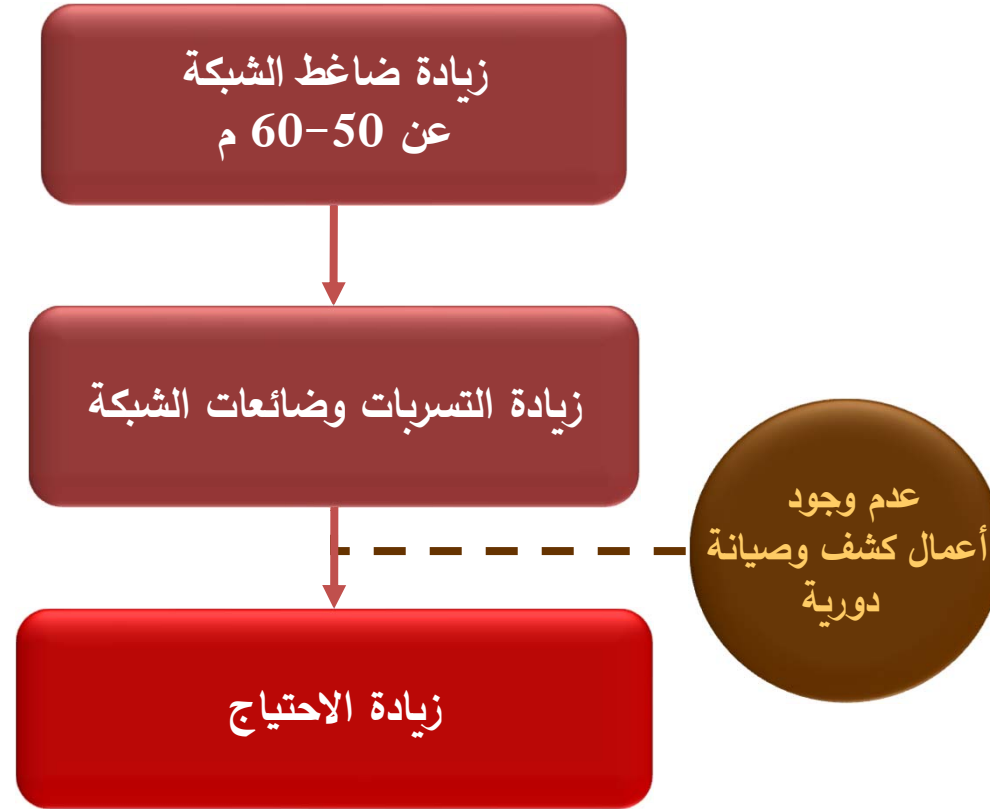 زيادة ضاغط الشبكة
عن 50-60 م
زيادة التسربات وضائعات الشبكة
عدم وجود
أعمال كشف وصيانة
دورية
زيادة الاحتياج